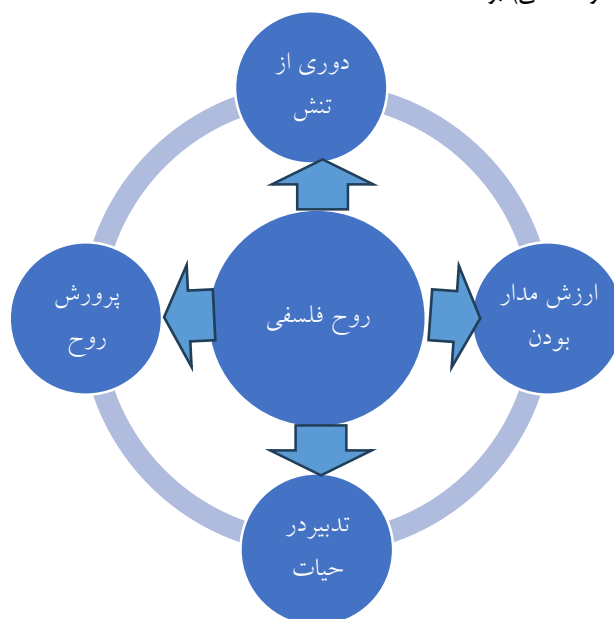 دوری از
تنش
ارزش مدار
بودن
روح فلسفی
پرورش
روح
تدبیردر
حیات